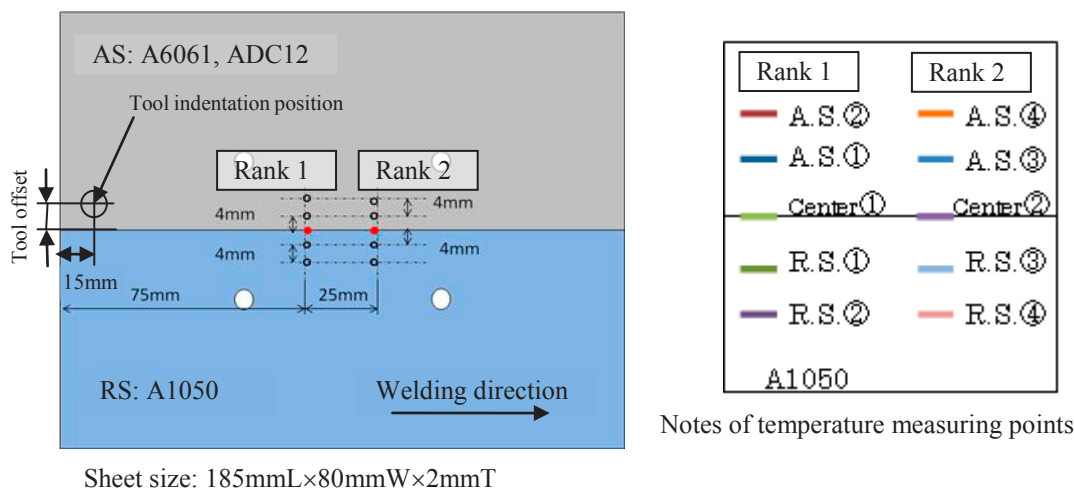 AS: A6061, ADC12
Tool indentation position
Tool offset
Rank 1
Rank 2
4mm
4mm
4mm
4mm
15mm
75mm
25mm
RS: A1050
Welding direction
Sheet size: 185mmL×80mmW×2mmT
Rank 1
Rank 2
A.S.②
A.S.④
A.S.①
A.S.③
Center①
Center②
R.S.①
R.S.③
R.S.②
R.S.④
A1050
Notes of temperature measuring points